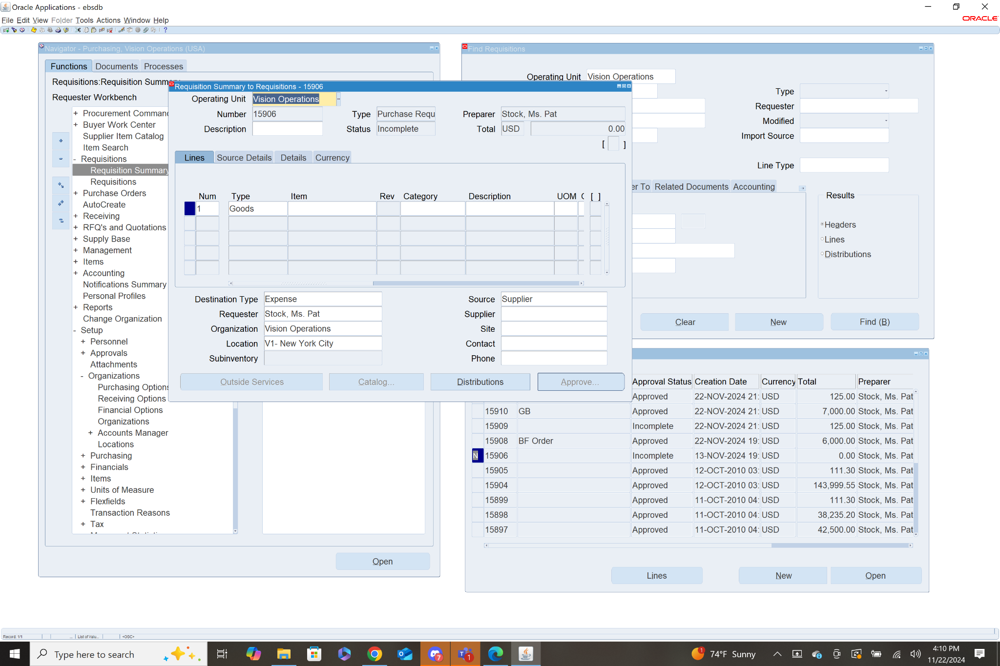 Oracle Applications - ebsdb
File Edit View Folder Tools Actions Window Help
ORACLE
Navigator - Purchasing, Vision Operations (USA)
Functions Documents Processes
Requisitions:Requisition Summary
Requester Workbench
+ Procurement Command
+ Buyer Work Center
Supplier Item Catalog
Item Search
- Requisitions
Requisition Summary
Requisitions
+ Purchase Orders
AutoCreate
+ Receiving
+ RFQ's and Quotations
+ Supply Base
+ Management
+ Items
+ Accounting
Notifications Summary
Personal Profiles
+ Reports
Change Organization
- Setup
+ Personnel
+ Approvals
Attachments
- Organizations
Purchasing Options
Receiving Options
Financial Options
Organizations
+ Accounts Manager
Locations
+ Purchasing
+ Financials
+ Items
+ Units of Measure
+ Flexfields
Transaction Reasons
+ Tax
Open
Requisition Summary to Requisitions - 15906
Operating Unit Vision Operations
Number 15906 Type Purchase Requ Preparer Stock, Ms. Pat
Description Status Incomplete Total USD 0.00
[ ]
Lines Source Details Details Currency
Num Type Item Rev Category Description UOM [ ]
1 Goods
Destination Type Expense Source Supplier
Requester Stock, Ms. Pat Supplier
Organization Vision Operations Site
Location V1- New York City Contact
Subinventory Phone
Outside Services Catalog... Distributions Approve...
Find Requisitions
Operating Unit Vision Operations
Type
Requester
Modified
Import Source
Line Type
er To Related Documents Accounting
Results
Headers
Lines
Distributions
Clear New Find (B)
Approval Status Creation Date Currency Total Preparer
Approved 22-NOV-2024 21: USD 125.00 Stock, Ms. Pat
15910 GB Approved 22-NOV-2024 21: USD 7,000.00 Stock, Ms. Pat
15909 Incomplete 22-NOV-2024 21: USD 125.00 Stock, Ms. Pat
15908 BF Order Approved 22-NOV-2024 19: USD 6,000.00 Stock, Ms. Pat
N 15906 Incomplete 13-NOV-2024 19: USD 0.00 Stock, Ms. Pat
15905 Approved 12-OCT-2010 03: USD 111.30 Stock, Ms. Pat
15904 Approved 12-OCT-2010 03: USD 143,999.55 Stock, Ms. Pat
15899 Approved 11-OCT-2010 04: USD 111.30 Stock, Ms. Pat
15898 Approved 11-OCT-2010 04: USD 38,235.20 Stock, Ms. Pat
15897 Approved 11-OCT-2010 04: USD 42,500.00 Stock, Ms. Pat
Lines New Open
Record: 1/1 ... List of Valu... <OSC>
Type here to search
7
1
1
74°F Sunny
4:10 PM
11/22/2024